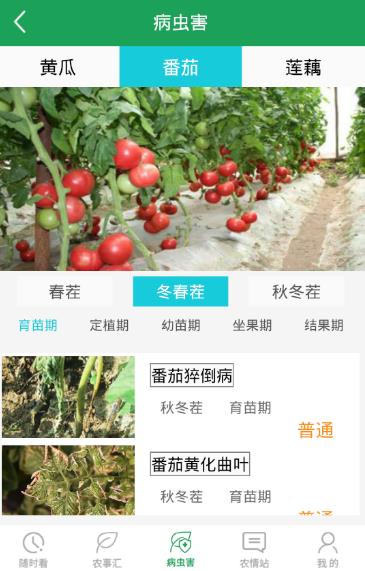 病虫害
黄瓜 番茄 莲藕
春茬 冬春茬 秋冬茬
育苗期 定植期 幼苗期 坐果期 结果期
番茄猝倒病
秋冬茬 育苗期
普通
番茄黄化曲叶
秋冬茬 育苗期
普通
随时看 农事汇 病虫害 农情站 我的